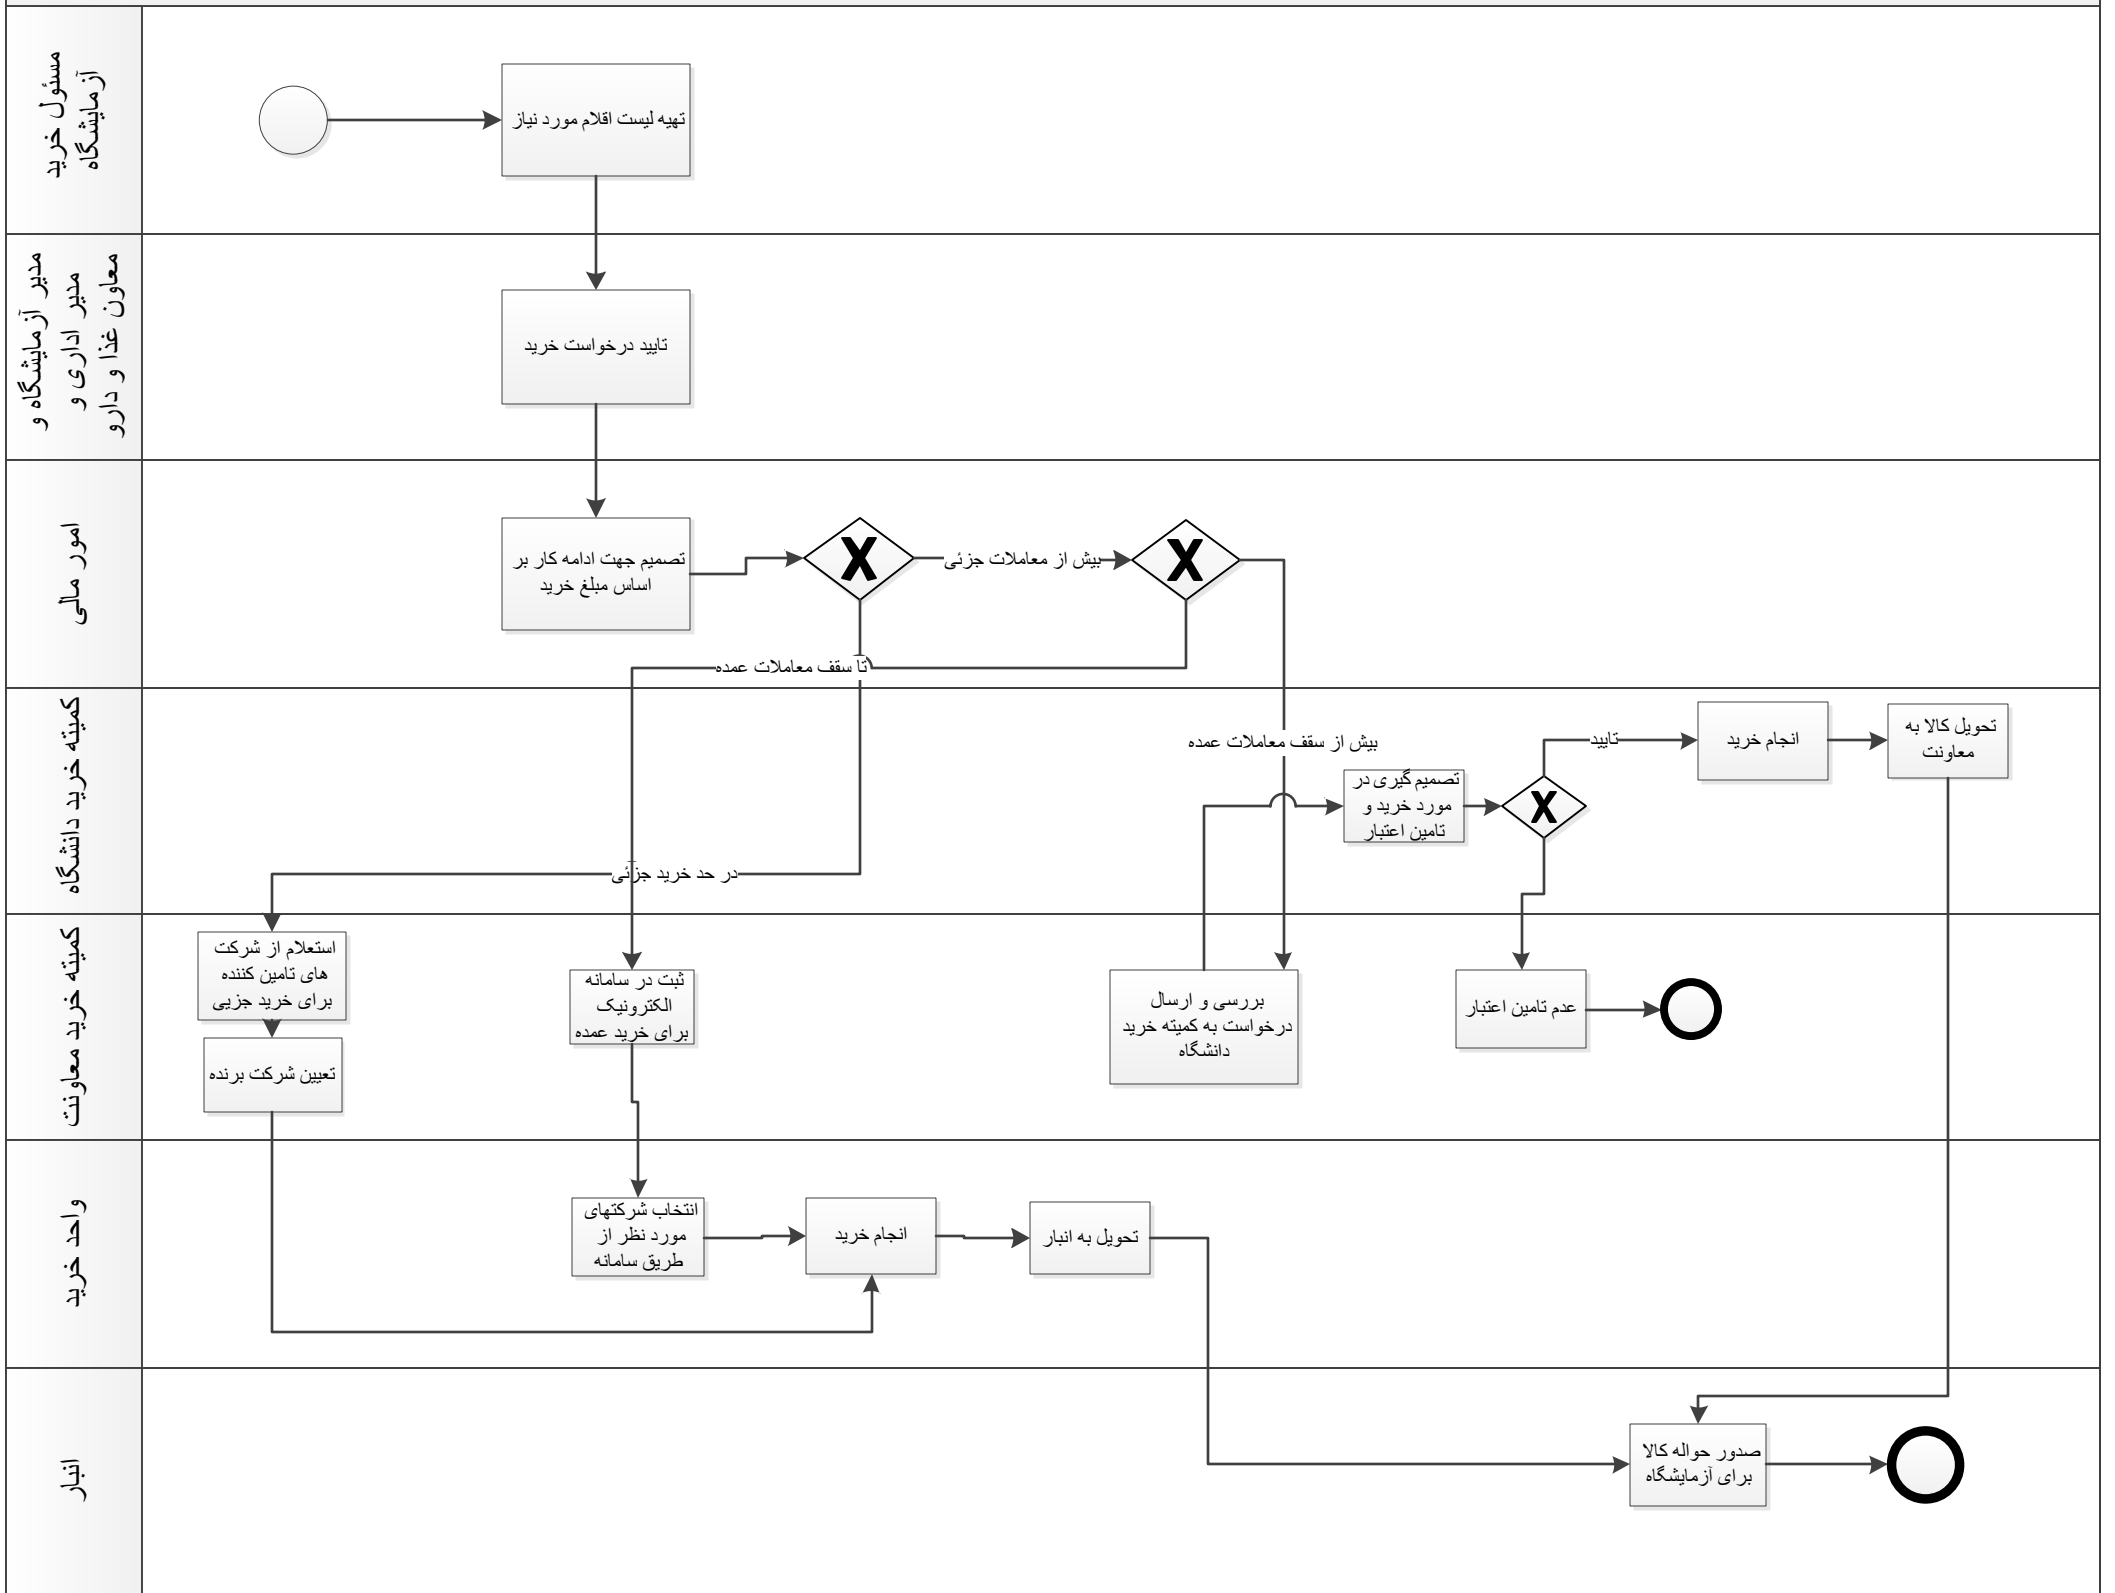 مسئول خرید
آزمایشگاه
تهیه لیست اقلام مورد نیاز
مدیر آزمایشگاه و
مدیر اداری و
معاون غذا و دارو
تایید درخواست خرید
امور مالی
تصمیم جهت ادامه کار بر
اساس مبلغ خرید
بیش از معاملات جزئی
تا سقف معاملات عمده
کمیته خرید دانشگاه
بیش از سقف معاملات عمده
تصمیم گیری در
مورد خرید و
تامین اعتبار
تایید
انجام خرید
تحویل کالا به
معاونت
در حد خرید جزئی
کمیته خرید معاونت
استعلام از شرکت
های تامین کننده
برای خرید جزیی
تعیین شرکت برنده
ثبت در سامانه
الکترونیک
برای خرید عمده
بررسی و ارسال
درخواست به کمیته خرید
دانشگاه
عدم تامین اعتبار
واحد خرید
انتخاب شرکتهای
مورد نظر از
طریق سامانه
انجام خرید
تحویل به انبار
انبار
صدور حواله کالا
برای آزمایشگاه